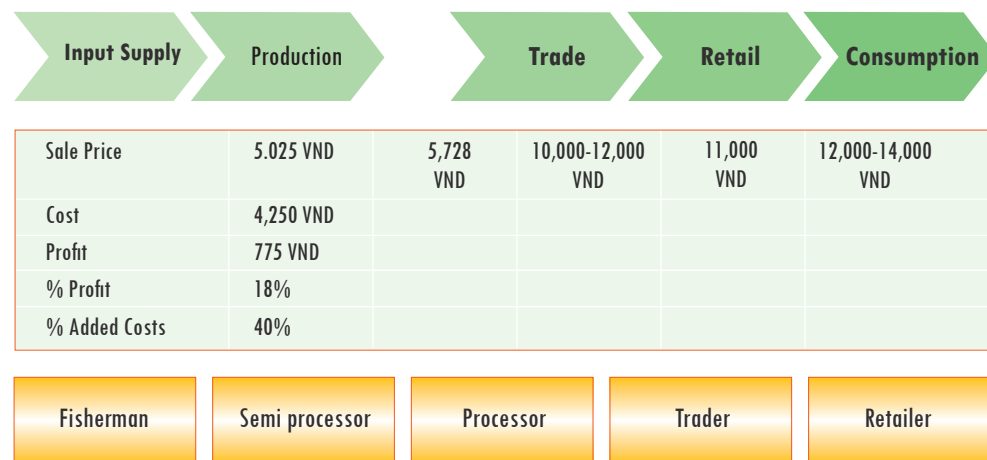 Input Supply Production Trade Retail Consumption
Sale Price 5.025 VND 5,728 10,000-12,000 11,000 12,000-14,000
VND VND VND VND
Cost 4,250 VND
Profit 775 VND
% Profit 18%
% Added Costs 40%
Fisherman Semi processor Processor Trader Retailer